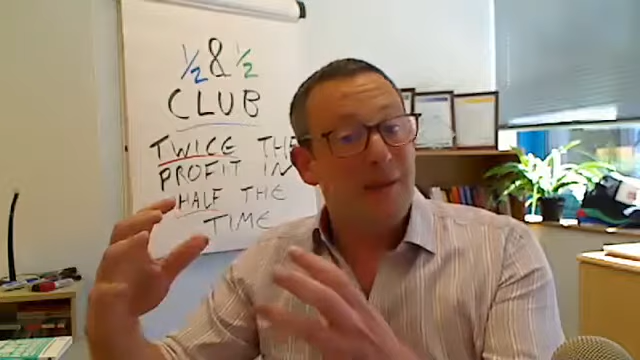 ½ & ½
CLUB
TWICE THE
PROFIT IN
HALF THE
TIME